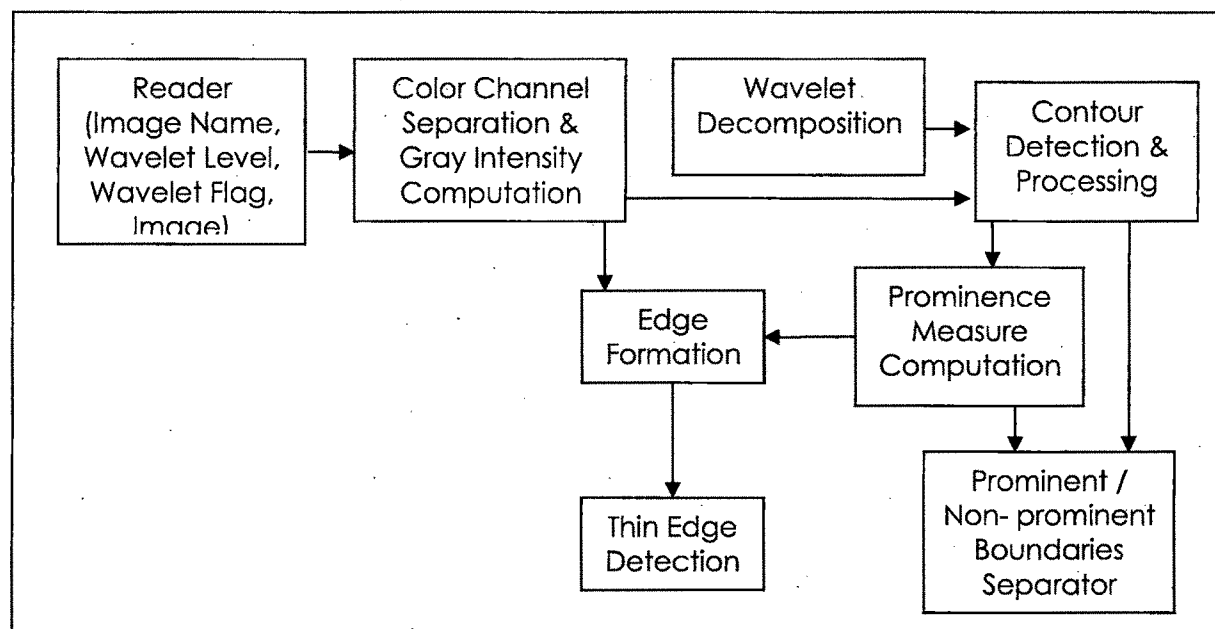 Reader
(Image Name,
Wavelet Level,
Wavelet Flag,
Image)
Color Channel
Separation &
Gray Intensity
Computation
Wavelet
Decomposition
Contour
Detection &
Processing
Edge
Formation
Prominence
Measure
Computation
Thin Edge
Detection
Prominent /
Non- prominent
Boundaries
Separator